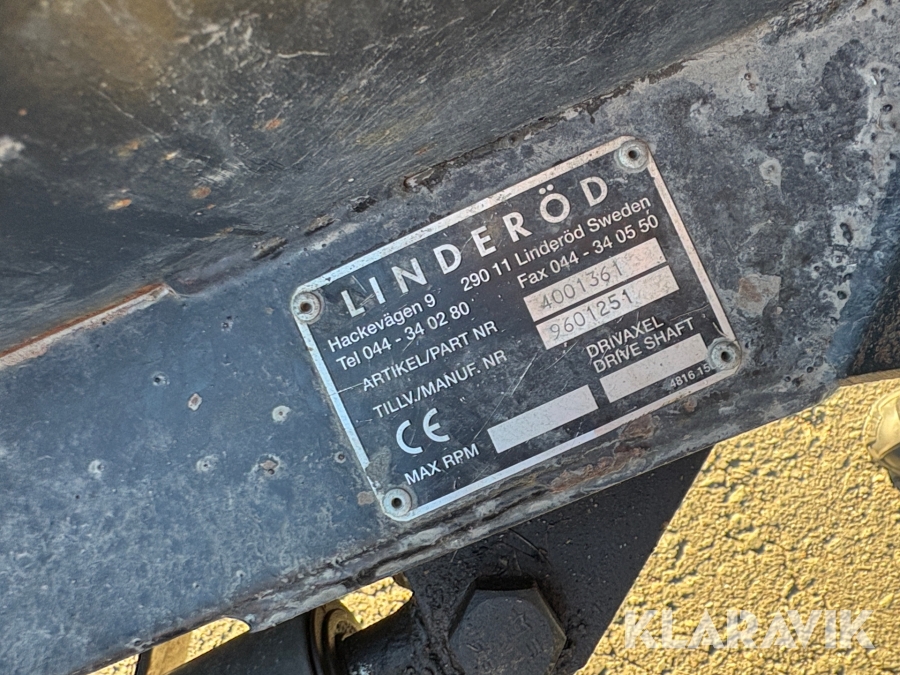 LINDERÖD
Hackevägen 9 290 11 Linderöd Sweden
Tel 044 - 34 02 80 Fax 044 - 34 05 50
ARTIKEL/PART NR 4001361
TILLV./MANUF. NR 9601251
DRIVAXEL
DRIVE SHAFT
CE
MAX RPM
4816.15
KLARAVIK